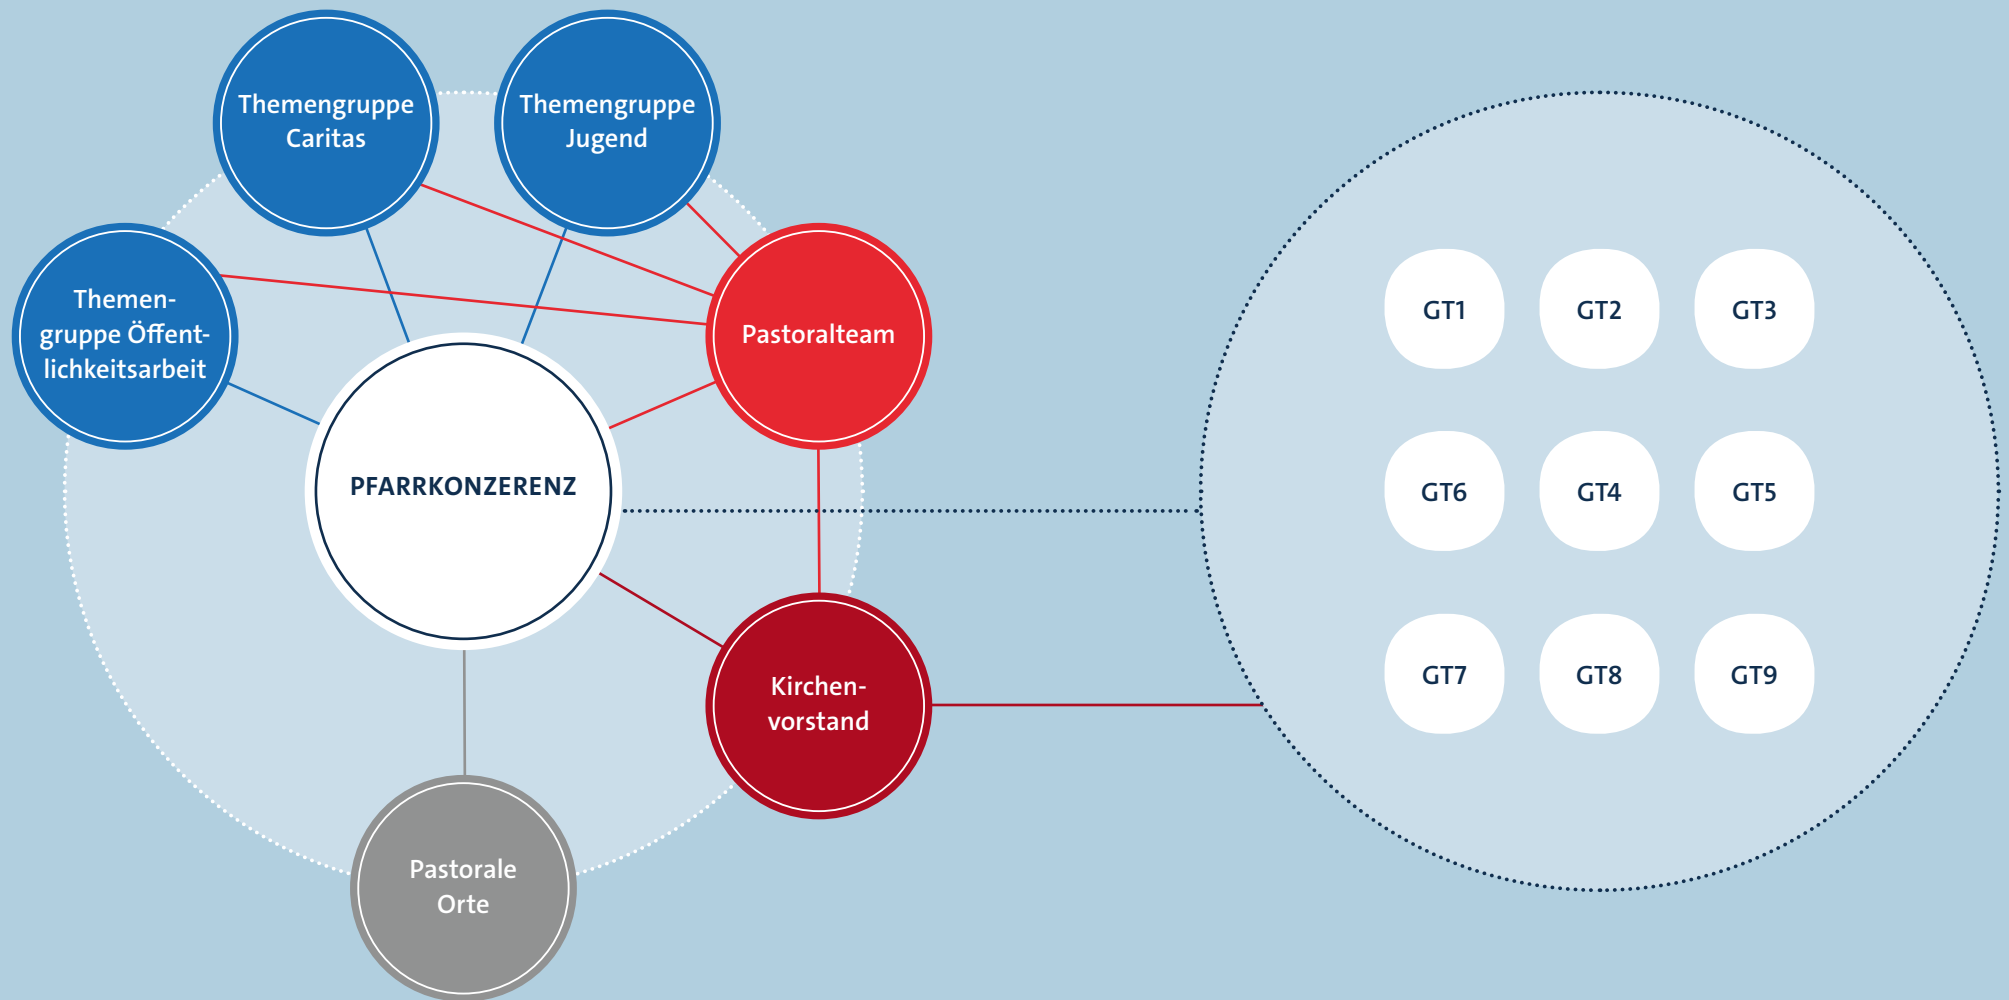 Themengruppe
Caritas
Themengruppe
Jugend
Themen-
gruppe Öffent-
lichkeitsarbeit
Pastoralteam
PFARRKONZERENZ
Kirchen-
vorstand
Pastorale
Orte
GT1
GT2
GT3
GT6
GT4
GT5
GT7
GT8
GT9